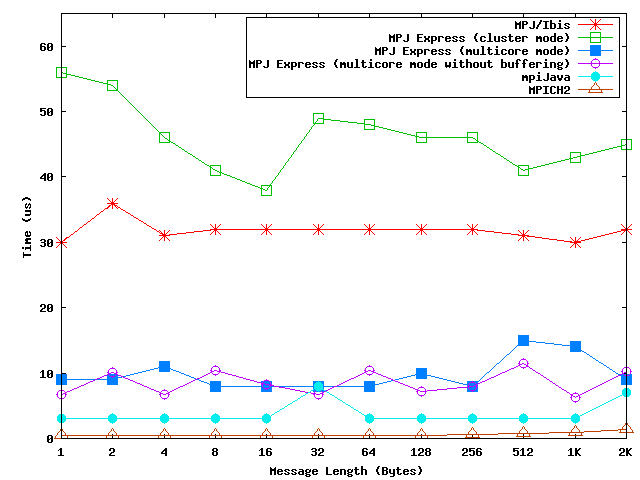 MPJ/Ibis
MPJ Express (cluster mode)
MPJ Express (multicore mode)
MPJ Express (multicore mode without buffering)
mpiJava
MPICH2
60
50
40
30
20
10
0
Time (us)
1 2 4 8 16 32 64 128 256 512 1K 2K
Message Length (Bytes)